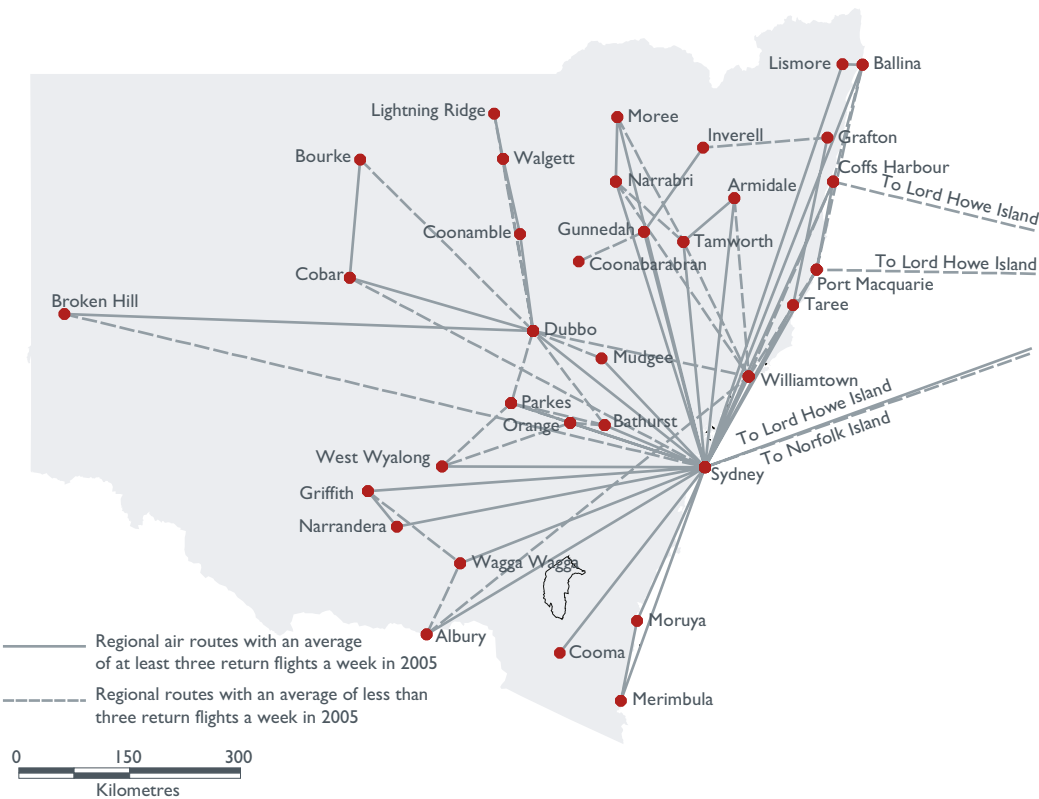 Lismore
Ballina
Lightning Ridge
Moree
Inverell
Grafton
Bourke
Walgett
Coffs Harbour
Narrabri
Armidale
To Lord Howe Island
Coonamble
Gunnedah
Tamworth
Coonabarabran
To Lord Howe Island
Cobar
Port Macquarie
Broken Hill
Taree
Dubbo
Mudgee
Williamtown
Parkes
To Lord Howe Island
Orange
Bathurst
To Norfolk Island
West Wyalong
Sydney
Griffith
Narrandera
Wagga Wagga
Moruya
Albury
Cooma
Merimbula
Regional air routes with an average
of at least three return flights a week in 2005
Regional routes with an average of less than
three return flights a week in 2005
0 150 300
Kilometres